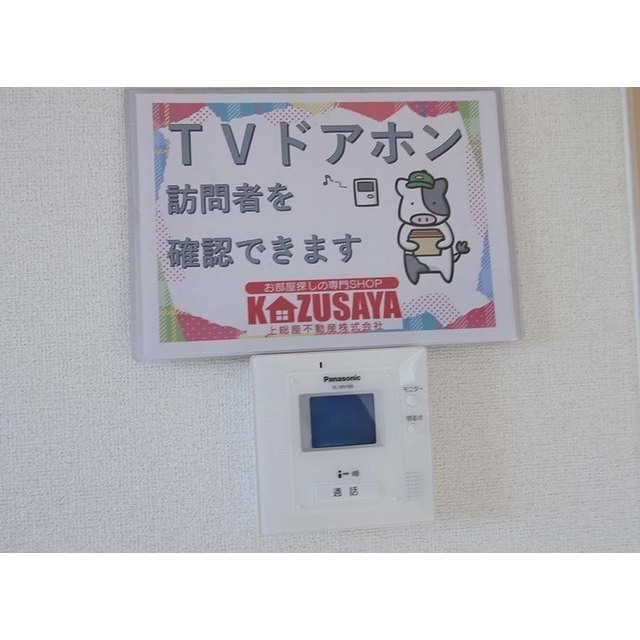 TVドアホン
訪問者を
確認できます
お部屋探しの専門SHOP
KAZUSAYA
上総屋不動産株式会社
Panasonic
モニター
明るさ
通話